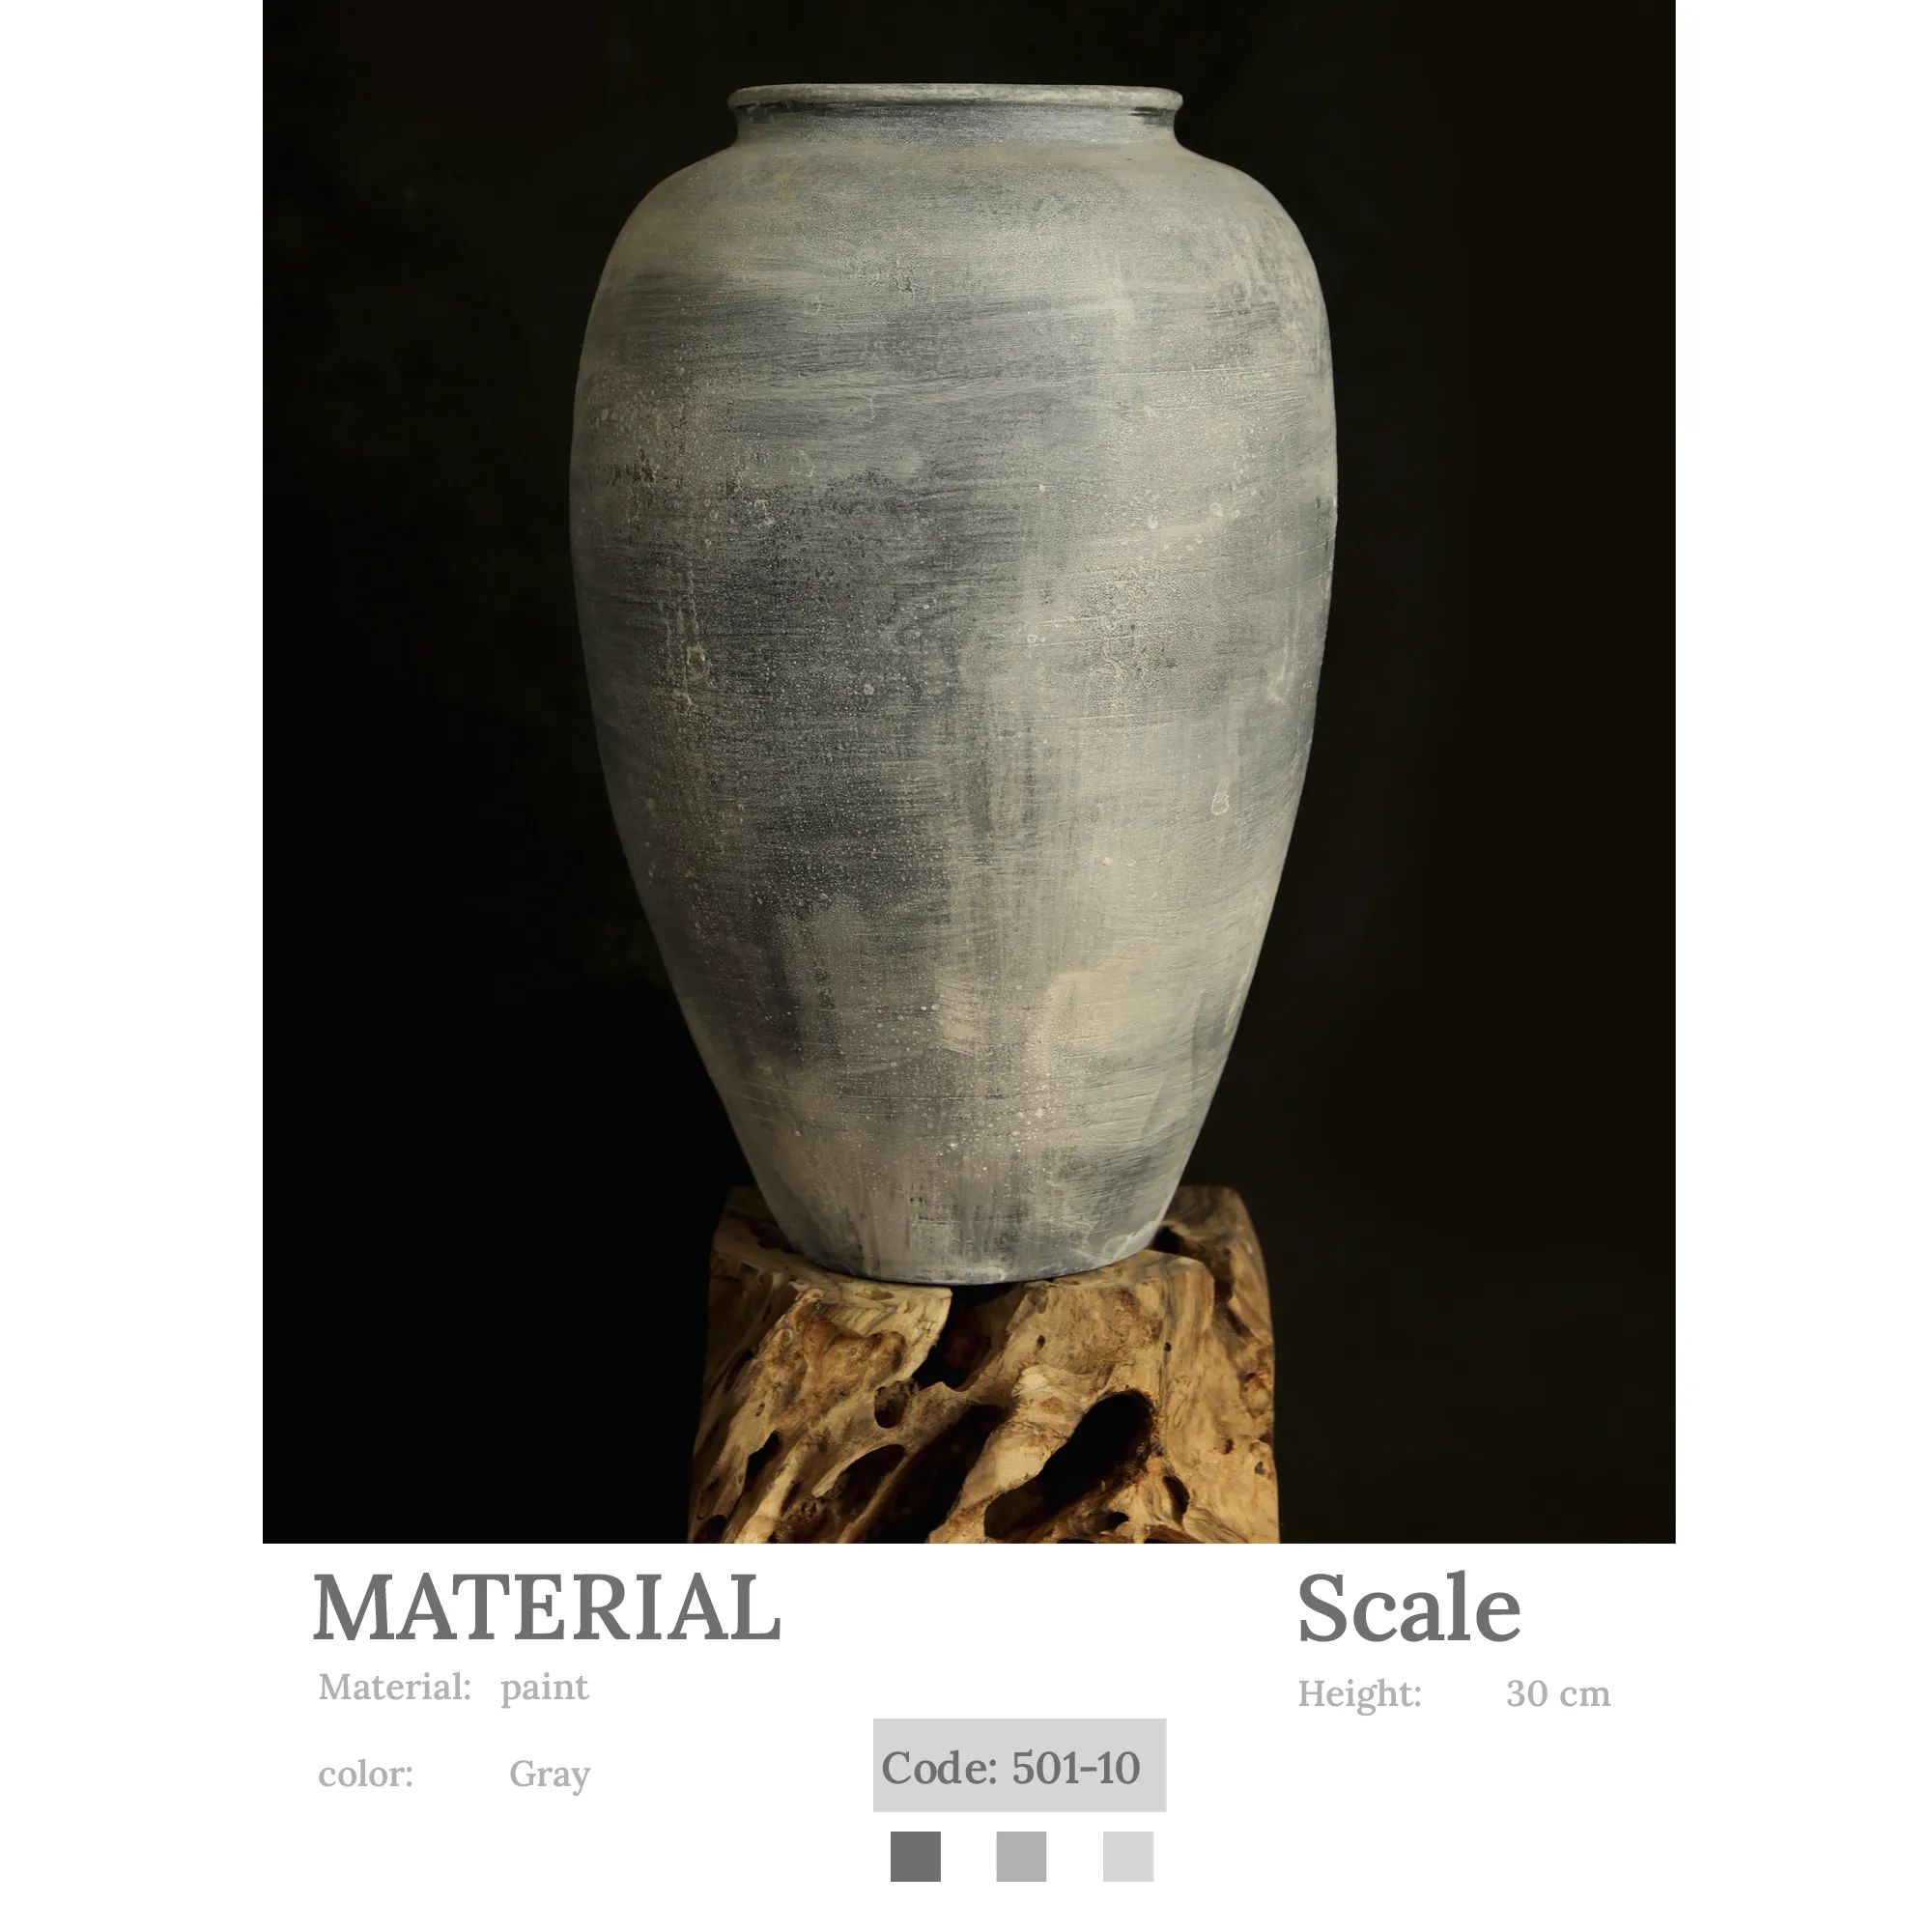 MATERIAL
Material: paint
color: Gray
Code: 501-10
Scale
Height: 30 cm